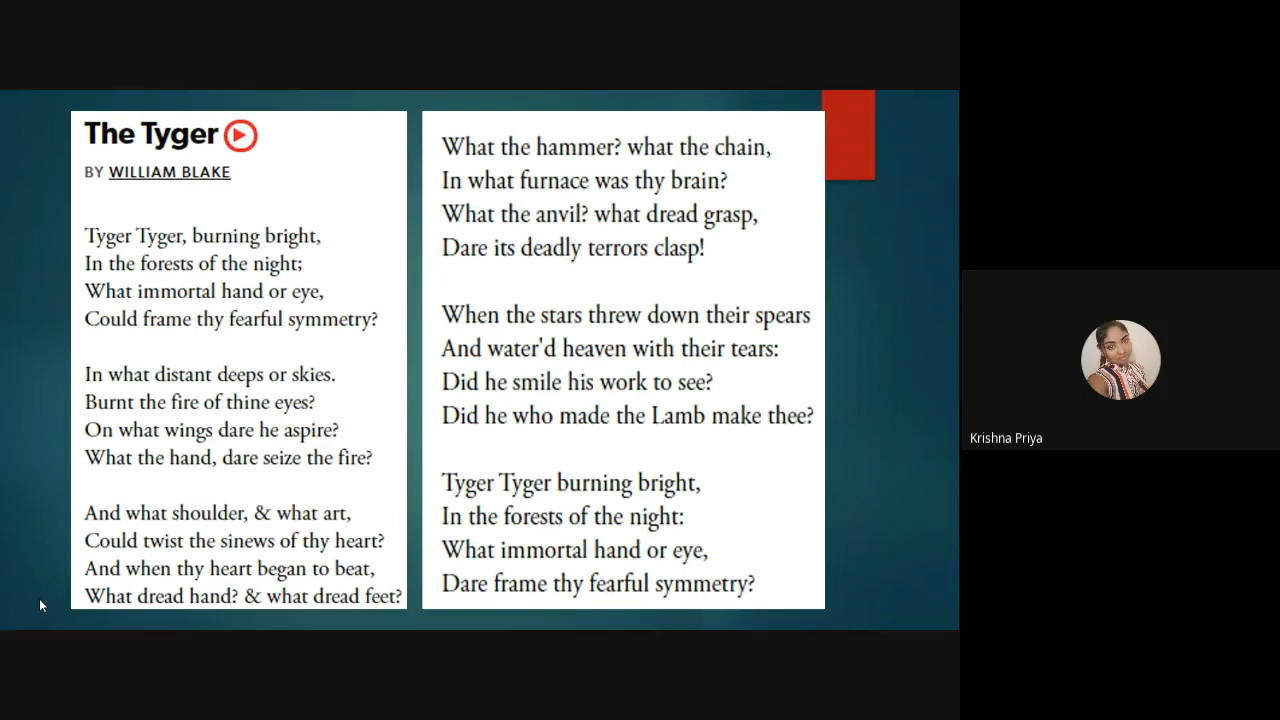 The Tyger
BY WILLIAM BLAKE
Tyger Tyger, burning bright,
In the forests of the night;
What immortal hand or eye,
Could frame thy fearful symmetry?
In what distant deeps or skies.
Burnt the fire of thine eyes?
On what wings dare he aspire?
What the hand, dare seize the fire?
And what shoulder, & what art,
Could twist the sinews of thy heart?
And when thy heart began to beat,
What dread hand? & what dread feet?
What the hammer? what the chain,
In what furnace was thy brain?
What the anvil? what dread grasp,
Dare its deadly terrors clasp!
When the stars threw down their spears
And water'd heaven with their tears:
Did he smile his work to see?
Did he who made the Lamb make thee?
Tyger Tyger burning bright,
In the forests of the night:
What immortal hand or eye,
Dare frame thy fearful symmetry?
Krishna Priya